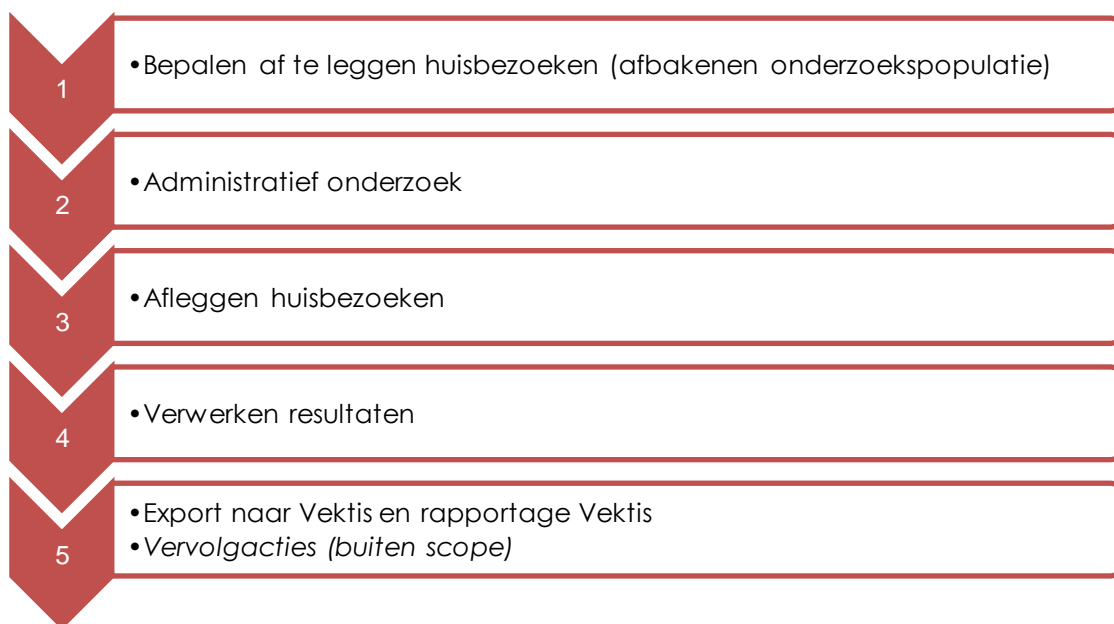 1
•Bepalen af te leggen huisbezoeken (afbakenen onderzoekspopulatie)
2
•Administratief onderzoek
3
•Afleggen huisbezoeken
4
•Verwerken resultaten
5
•Export naar Vektis en rapportage Vektis
•Vervolgacties (buiten scope)